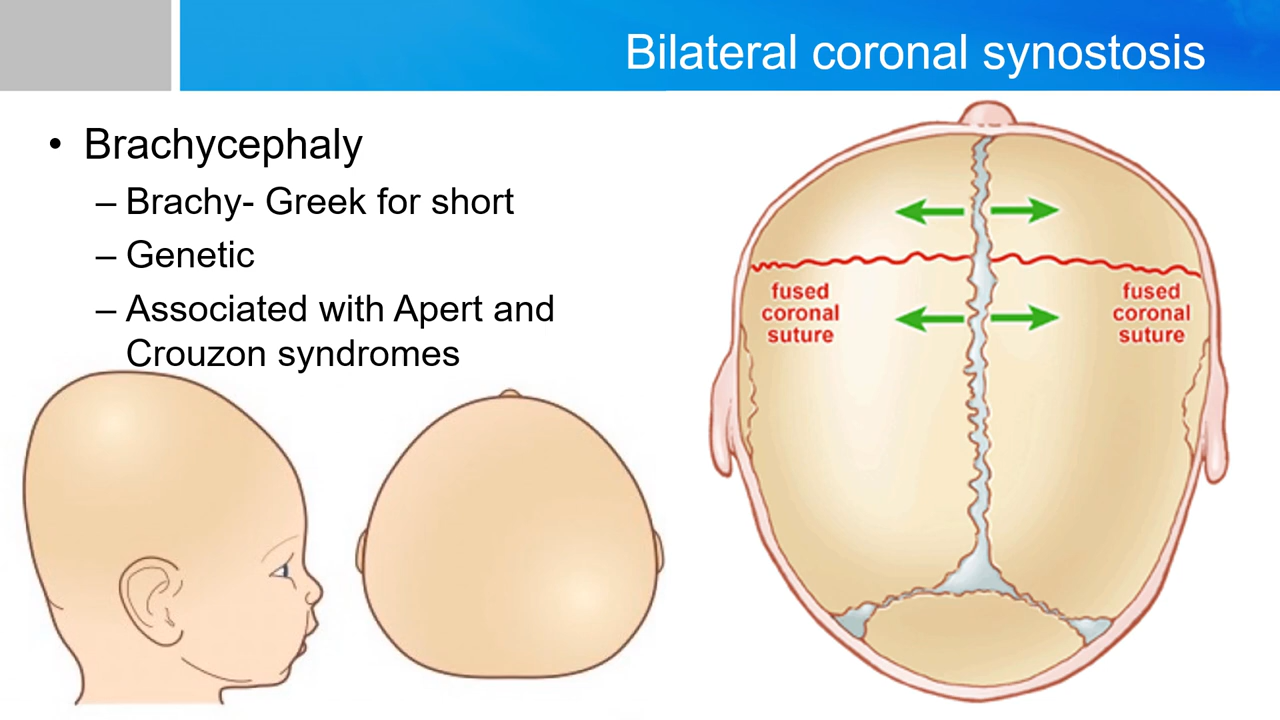 Bilateral coronal synostosis
• Brachycephaly
– Brachy- Greek for short
– Genetic
– Associated with Apert and
Crouzon syndromes
fused
coronal
suture
fused
coronal
suture